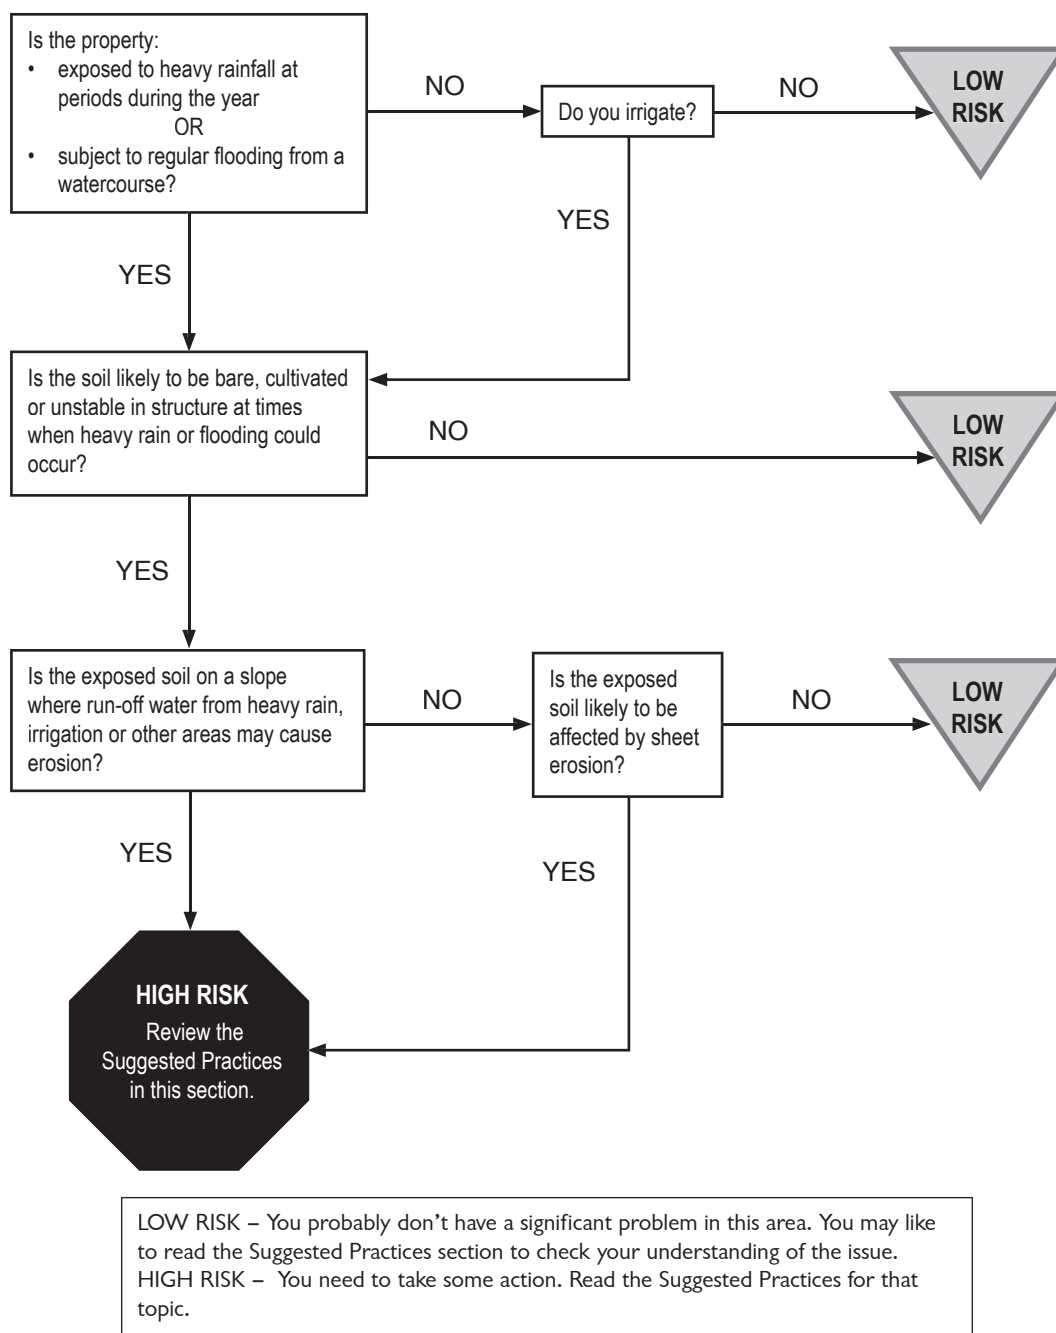 Is the property:
• exposed to heavy rainfall at
periods during the year
OR
• subject to regular flooding from a
watercourse?
NO
Do you irrigate?
NO
LOW
RISK
YES
YES
Is the soil likely to be bare, cultivated
or unstable in structure at times
when heavy rain or flooding could
occur?
NO
LOW
RISK
YES
Is the exposed soil on a slope
where run-off water from heavy rain,
irrigation or other areas may cause
erosion?
NO
Is the exposed
soil likely to be
affected by sheet
erosion?
NO
LOW
RISK
YES
YES
HIGH RISK
Review the
Suggested Practices
in this section.
LOW RISK – You probably don't have a significant problem in this area. You may like
to read the Suggested Practices section to check your understanding of the issue.
HIGH RISK – You need to take some action. Read the Suggested Practices for that
topic.